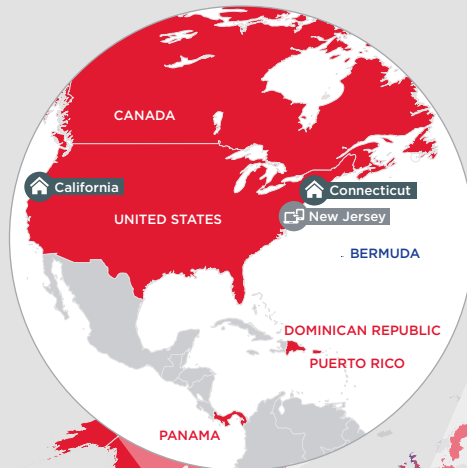 CANADA
California
Connecticut
UNITED STATES
New Jersey
BERMUDA
DOMINICAN REPUBLIC
PUERTO RICO
PANAMA